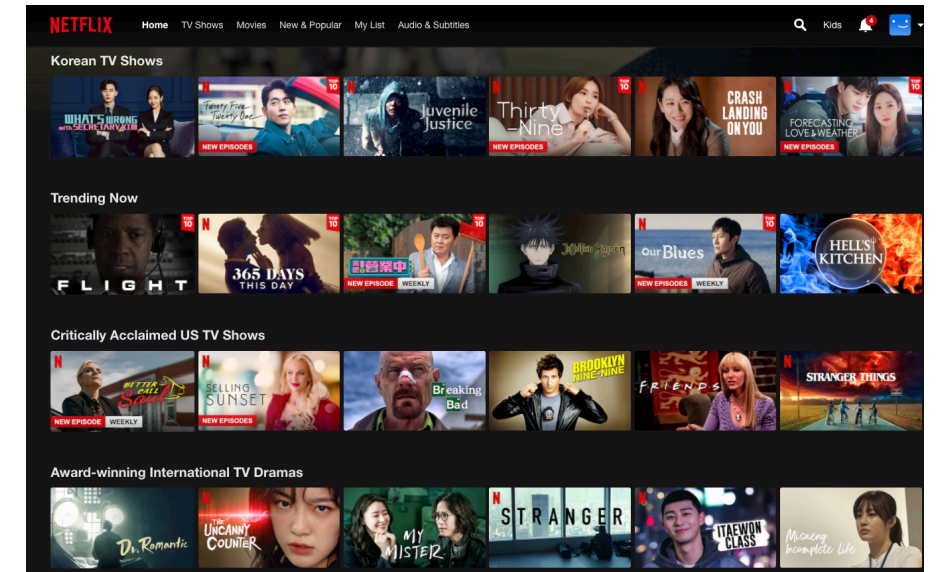 NETFLIX Home TV Shows Movies New & Popular My List Audio & Subtitles Kids 4
Korean TV Shows
WHAT'S WRONG
with SECRETARY KIM
N
TOP
10
Twenty Five
Twenty One
NEW EPISODES
N
Juvenile
Justice
N
TOP
10
Thirty
–Nine
NEW EPISODES
N
CRASH
LANDING
ON YOU
N
TOP
10
FORECASTING
LOVE & WEATHER
NEW EPISODES
Trending Now
TOP
10
FLIGHT
N
TOP
10
365 DAYS
THIS DAY
TOP
10
營業中
NEW EPISODE WEEKLY
Jujutsu Kaisen
N
TOP
10
Our Blues
NEW EPISODES WEEKLY
HELL'S
KITCHEN
Critically Acclaimed US TV Shows
N
BETTER
CALL
Saul
NEW EPISODE WEEKLY
N
SELLING
SUNSET
NEW EPISODES
Breaking
Bad
BROOKLYN
NINE-NINE
FRIENDS
N
STRANGER THINGS
Award-winning International TV Dramas
Dr. Romantic
N
THE
UNCANNY
COUNTER
MY
MISTER
N
STRANGER
N
ITAEWON
CLASS
Misaeng
Incomplete Life